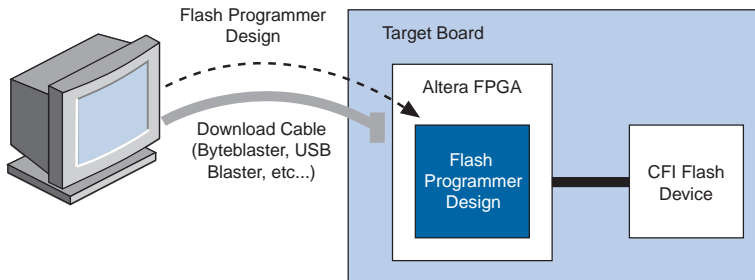 Flash Programmer
Design
Target Board
Altera FPGA
Download Cable
(Byteblaster, USB
Blaster, etc...)
Flash
Programmer
Design
CFI Flash
Device